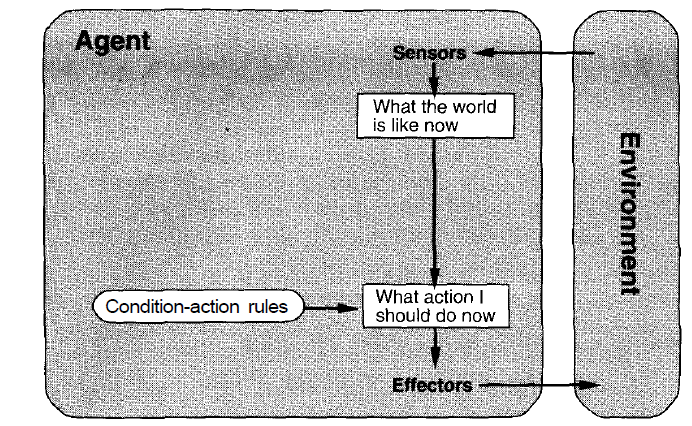 Agent
Sensors
What the world
is like now
Environment
Condition-action rules
What action I
should do now
Effectors